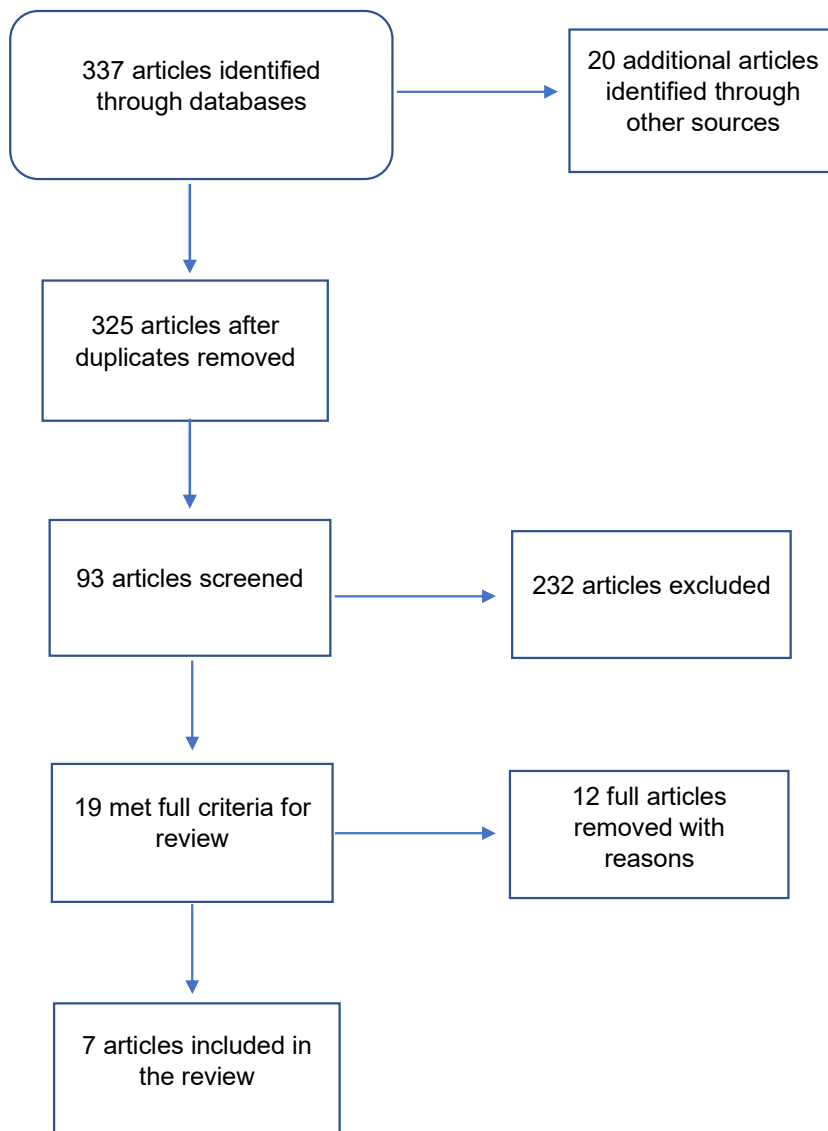 337 articles identified
through databases
20 additional articles
identified through
other sources
325 articles after
duplicates removed
93 articles screened
232 articles excluded
19 met full criteria for
review
12 full articles
removed with
reasons
7 articles included in
the review